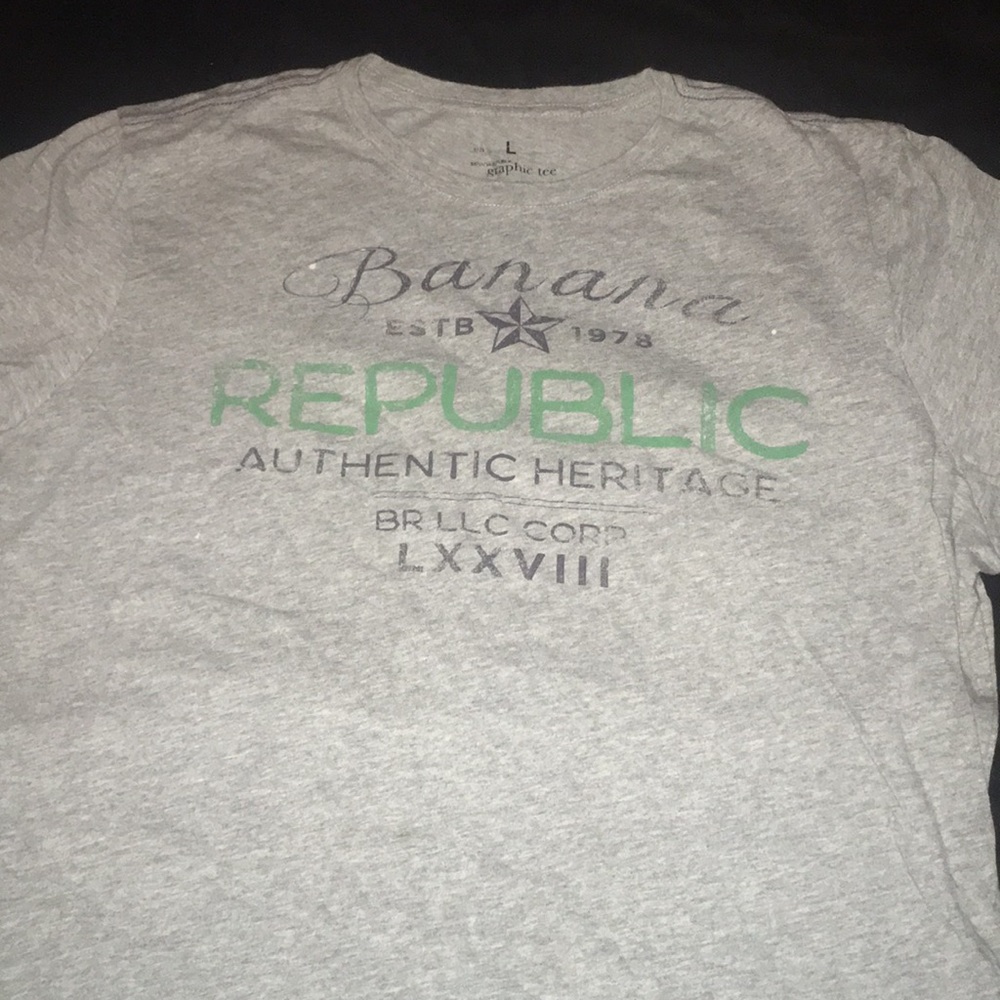 L
graphic tee
Banana
ESTB 1978
REPUBLIC
AUTHENTIC HERITAGE
BR LLC CORP
LXXVIII